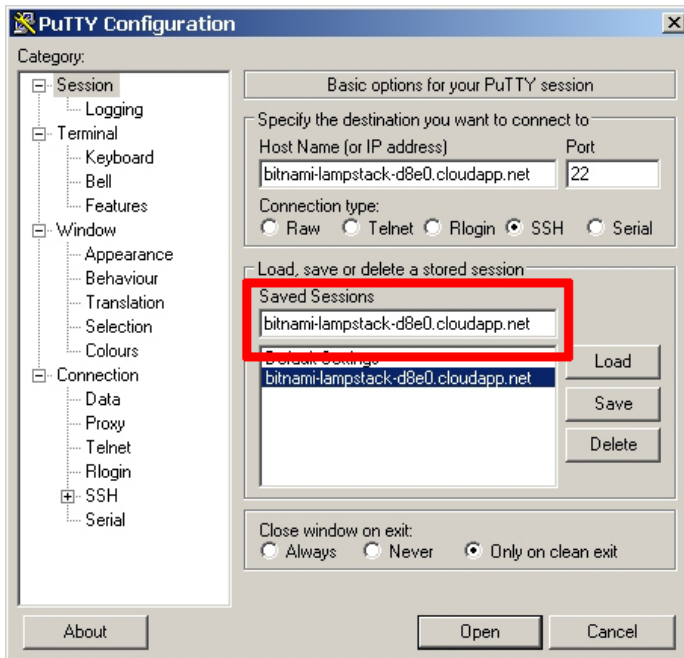 PuTTY Configuration
Category:
Session
Logging
Terminal
Keyboard
Bell
Features
Window
Appearance
Behaviour
Translation
Selection
Colours
Connection
Data
Proxy
Telnet
Rlogin
SSH
Serial
Basic options for your PuTTY session
Specify the destination you want to connect to
Host Name (or IP address) Port
bitnami-lampstack-d8e0.cloudapp.net 22
Connection type:
Raw Telnet Rlogin SSH Serial
Load, save or delete a stored session
Saved Sessions
bitnami-lampstack-d8e0.cloudapp.net
Default Settings
bitnami-lampstack-d8e0.cloudapp.net
Load
Save
Delete
Close window on exit:
Always Never Only on clean exit
About Open Cancel